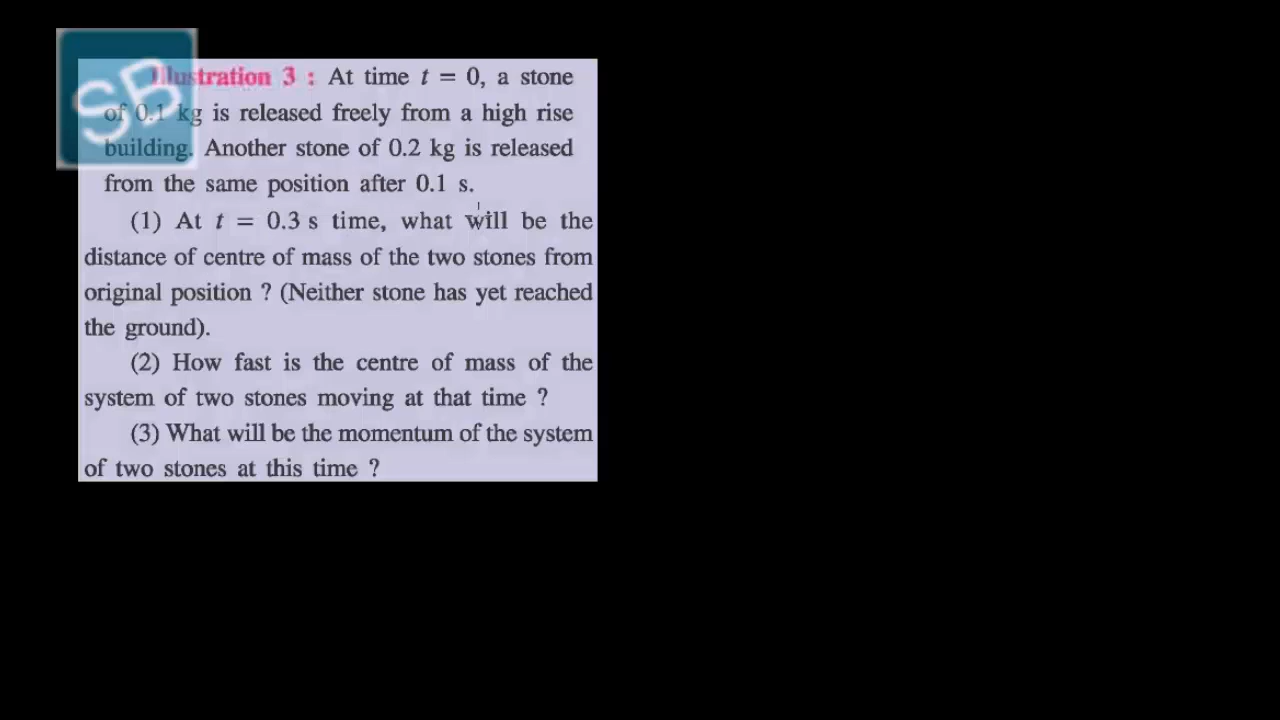 SB
Illustration 3 : At time t = 0, a stone
of 0.1 kg is released freely from a high rise
building. Another stone of 0.2 kg is released
from the same position after 0.1 s.
(1) At t = 0.3 s time, what will be the
distance of centre of mass of the two stones from
original position ? (Neither stone has yet reached
the ground).
(2) How fast is the centre of mass of the
system of two stones moving at that time ?
(3) What will be the momentum of the system
of two stones at this time ?